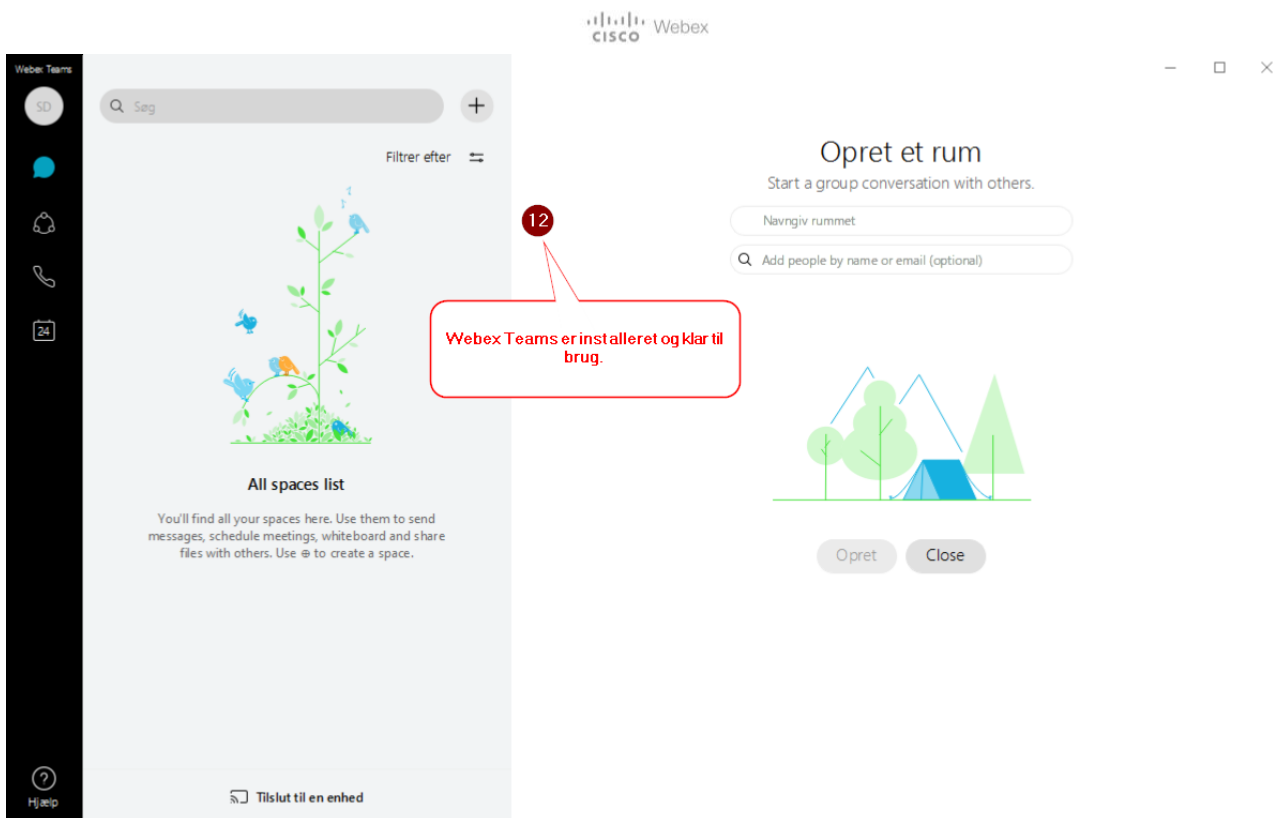 CISCO Webex
Webex Teams
SD
Søg
Filtrer efter
24
All spaces list
You'll find all your spaces here. Use them to send
messages, schedule meetings, whiteboard and share
files with others. Use ⊕ to create a space.
Tilslut til en enhed
Hjælp
12
Webex Teams er installeret og klar til
brug.
Opret et rum
Start a group conversation with others.
Navngiv rummet
Add people by name or email (optional)
Opret
Close